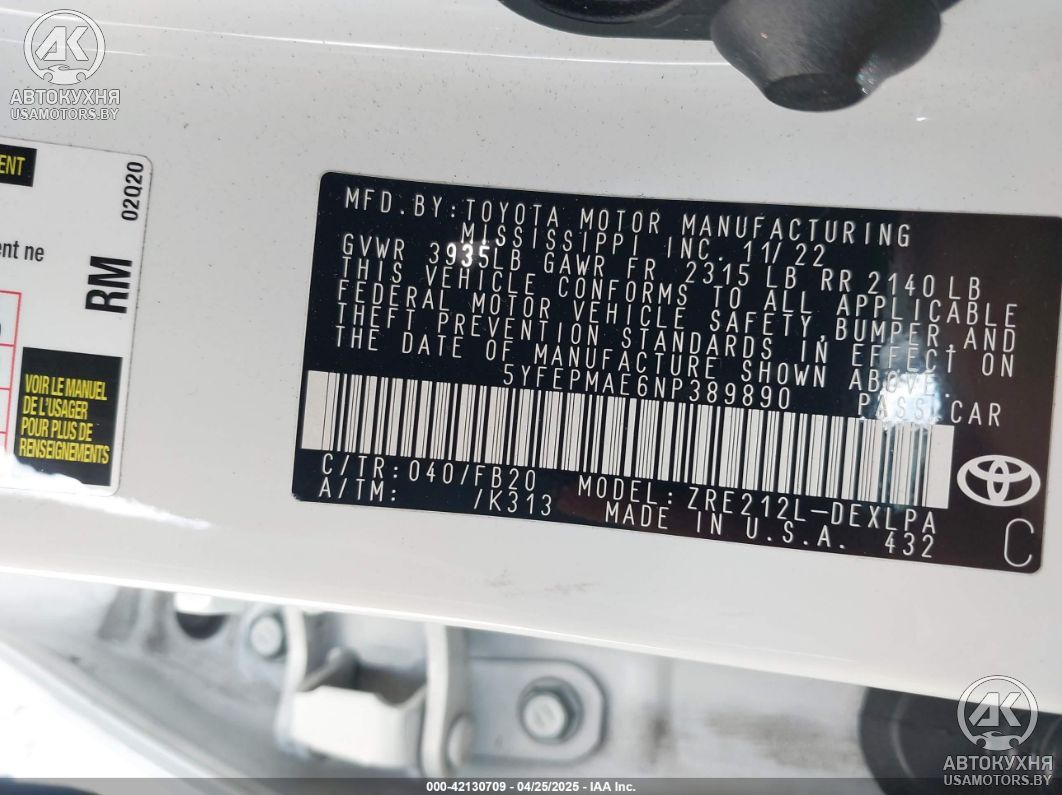 АВТОКУХНЯ
USAMOTORS.BY
ENT
ent ne
RM
02Q20
VOIR LE MANUEL
DE L'USAGER
POUR PLUS DE
RENSEIGNEMENTS
MFD.BY:TOYOTA MOTOR MANUFACTURING
MISSISSIPPI INC. 11/22
GVWR 3935LB GAWR FR 2315 LB RR 2140 LB
THIS VEHICLE CONFORMS TO ALL APPLICABLE
FEDERAL MOTOR VEHICLE SAFETY,BUMPER,AND
THEFT PREVENTION STANDARDS IN EFFECT ON
THE DATE OF MANUFACTURE SHOWN ABOVE.
5YFEPMAE6NP389890 PASS CAR
C/TR:040/FB20 MODEL:ZRE212L-DEXLPA
A/TM: /K313 MADE IN U.S.A. 432
C
АВТОКУХНЯ
USAMOTORS.BY
000-42130709 - 04/25/2025 - IAA Inc.